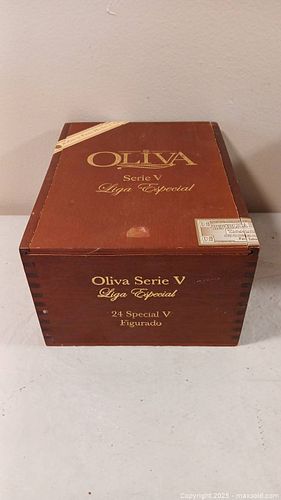 OLIVA
Serie V
Liga Especial
Oliva Serie V
Liga Especial
24 Special V
Figurado
Copyright 2025 - maxsold.com